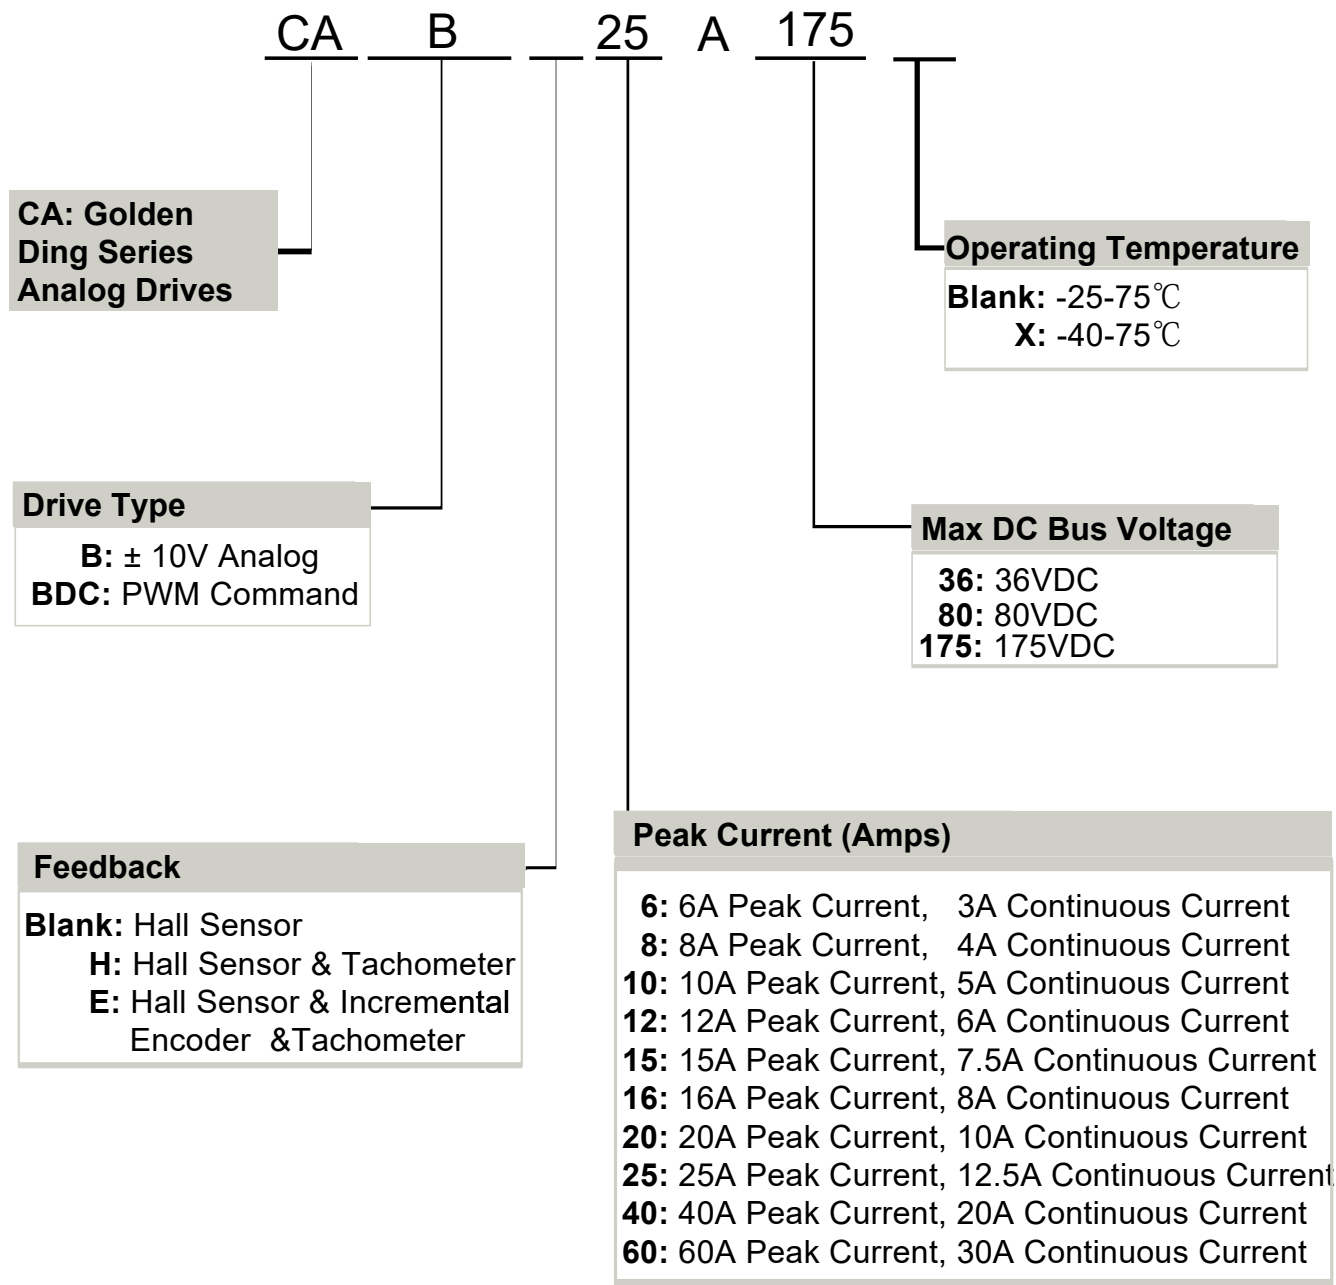 CA B 25 A 175
CA: Golden
Ding Series
Analog Drives
Operating Temperature
Blank: -25-75℃
X: -40-75℃
Drive Type
B: ± 10V Analog
BDC: PWM Command
Max DC Bus Voltage
36: 36VDC
80: 80VDC
175: 175VDC
Feedback
Blank: Hall Sensor
H: Hall Sensor & Tachometer
E: Hall Sensor & Incremental
Encoder &Tachometer
Peak Current (Amps)
6: 6A Peak Current, 3A Continuous Current
8: 8A Peak Current, 4A Continuous Current
10: 10A Peak Current, 5A Continuous Current
12: 12A Peak Current, 6A Continuous Current
15: 15A Peak Current, 7.5A Continuous Current
16: 16A Peak Current, 8A Continuous Current
20: 20A Peak Current, 10A Continuous Current
25: 25A Peak Current, 12.5A Continuous Current
40: 40A Peak Current, 20A Continuous Current
60: 60A Peak Current, 30A Continuous Current